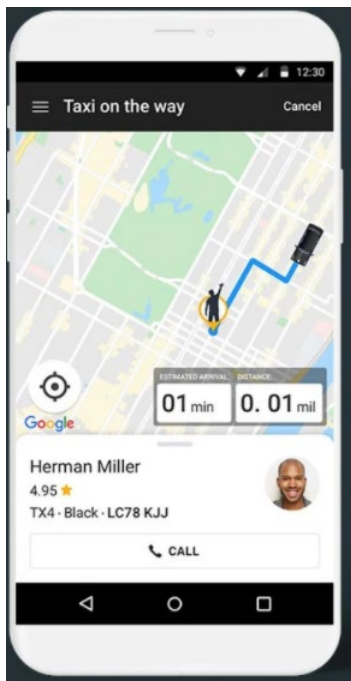 12:30
Taxi on the way
Cancel
ESTIMATED ARRIVAL
DISTANCE
01 min
0. 01 mil
Google
Herman Miller
4.95
TX4 · Black · LC78 KJJ
CALL